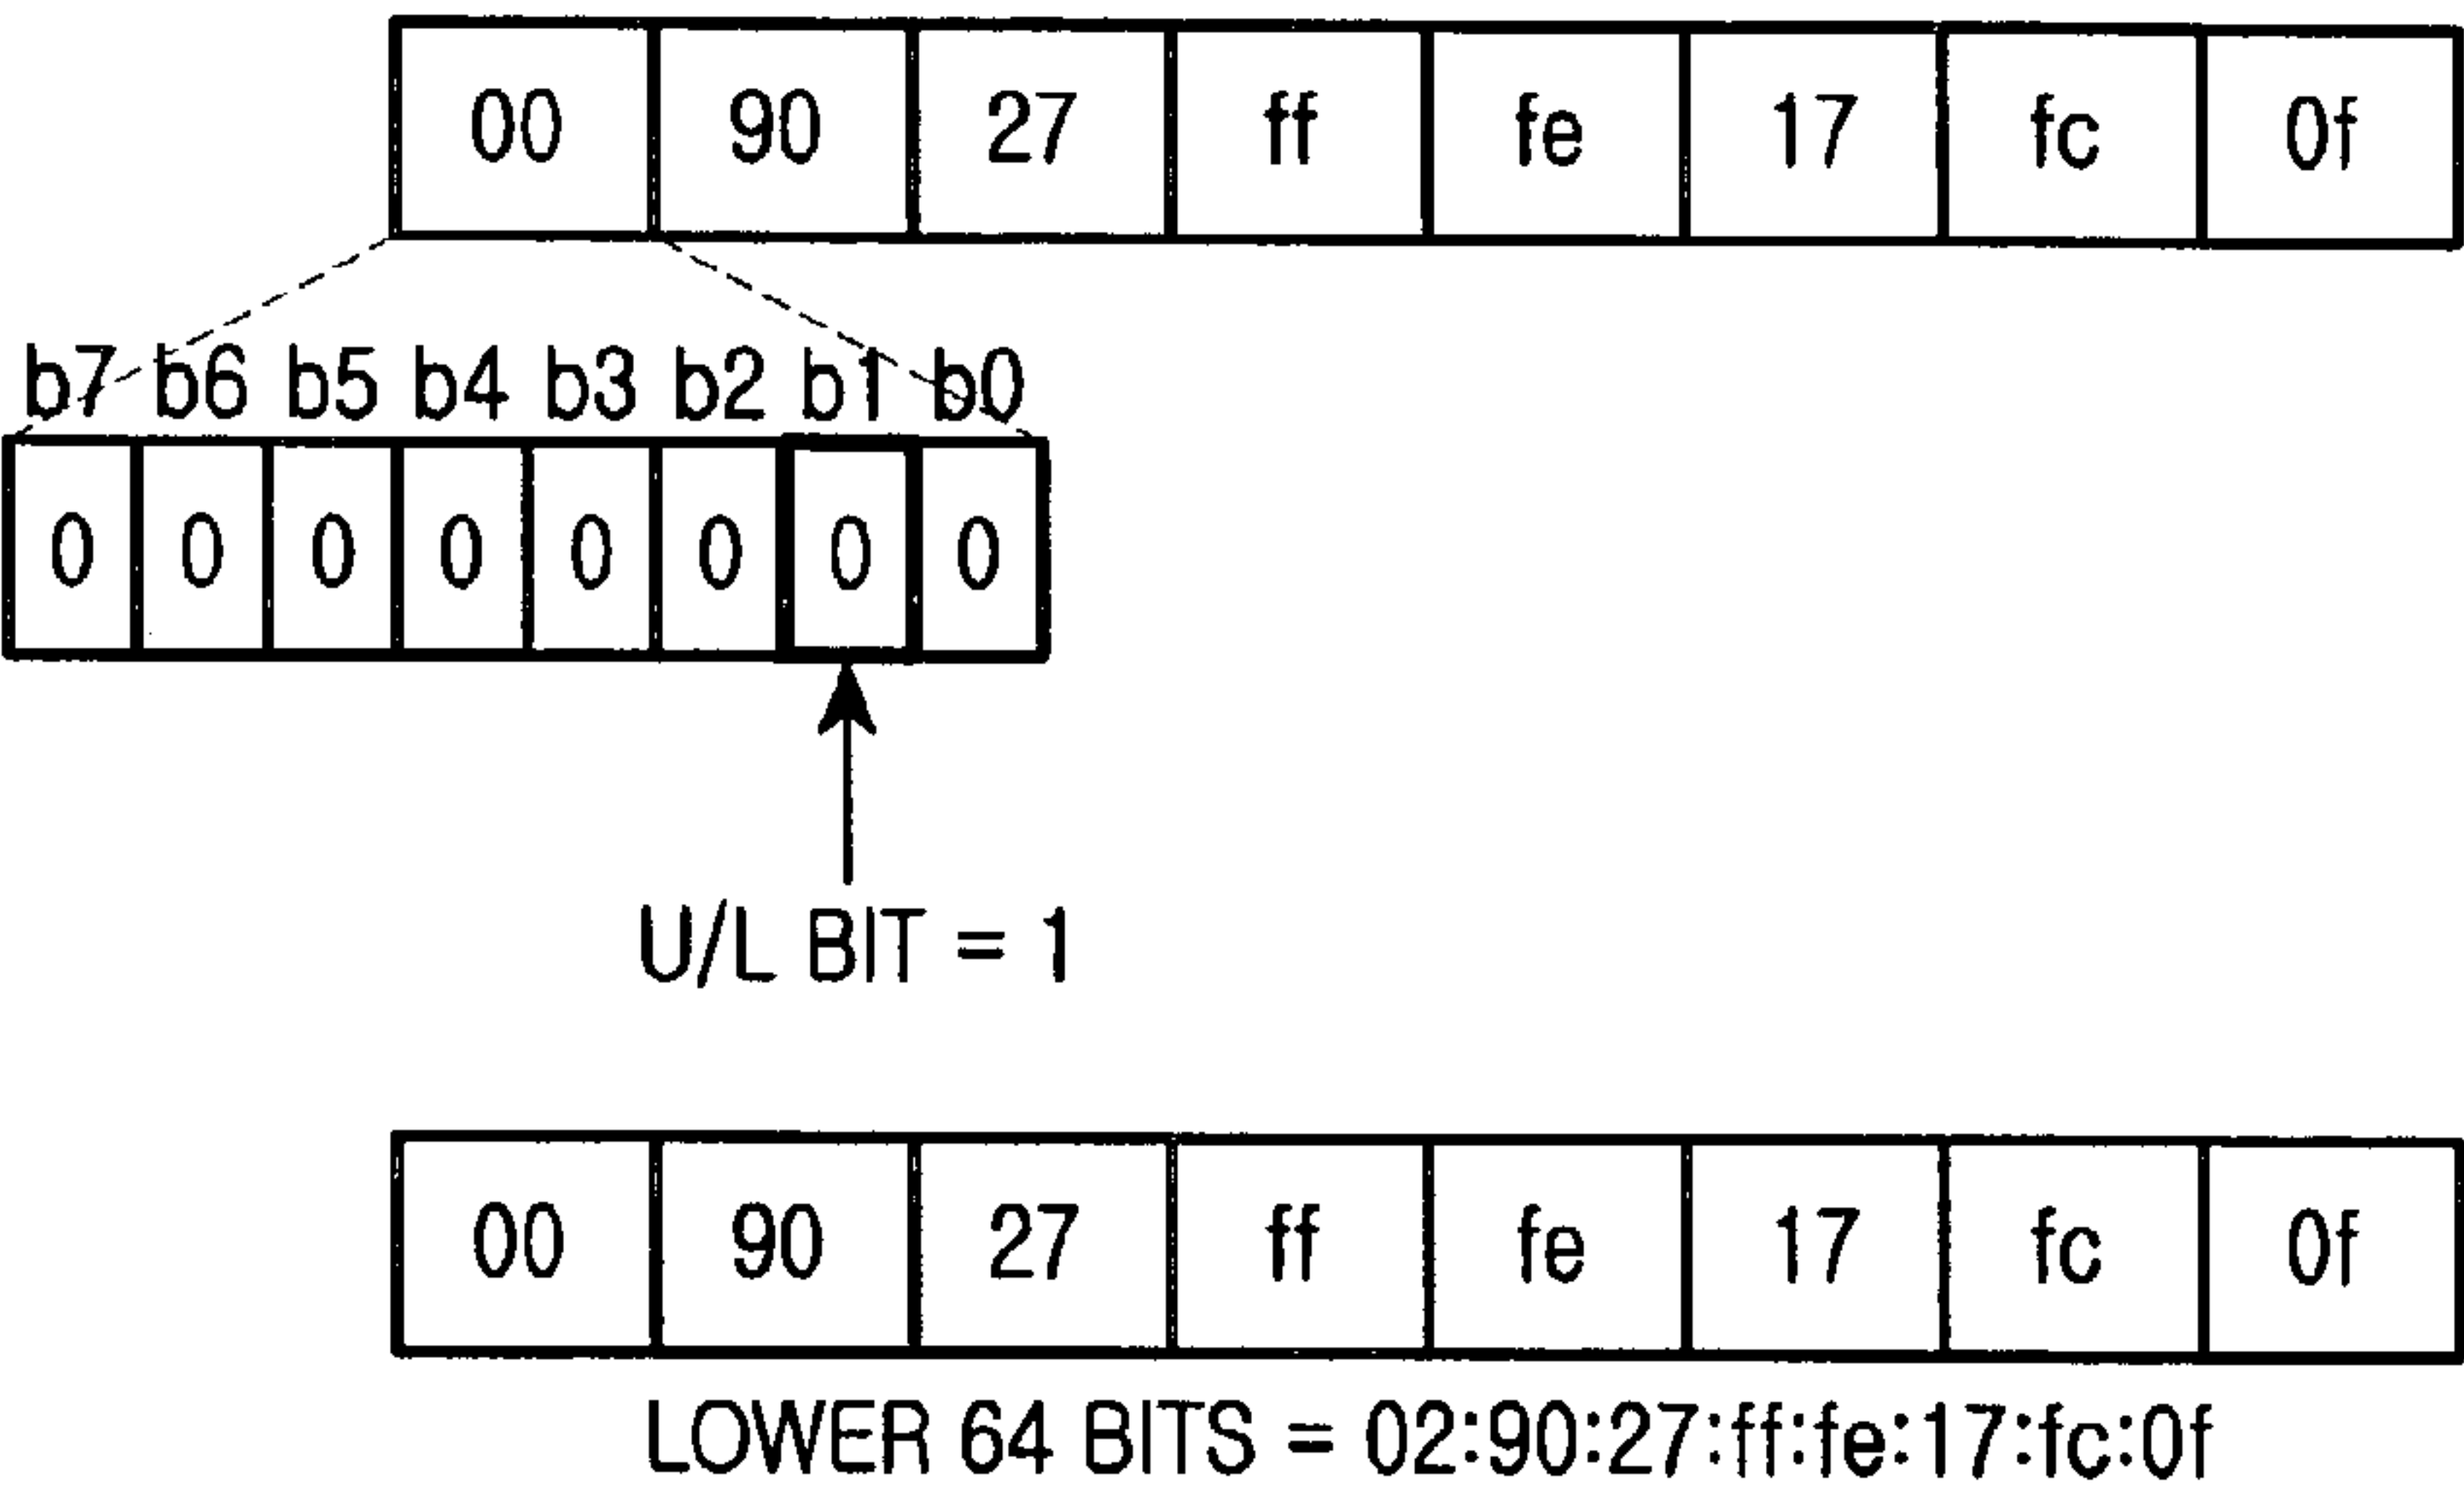 00 90 27 ff fe 17 fc 0f
b7 b6 b5 b4 b3 b2 b1 b0
0 0 0 0 0 0 0 0
U/L BIT = 1
00 90 27 ff fe 17 fc 0f
LOWER 64 BITS = 02:90:27:ff:fe:17:fc:0f